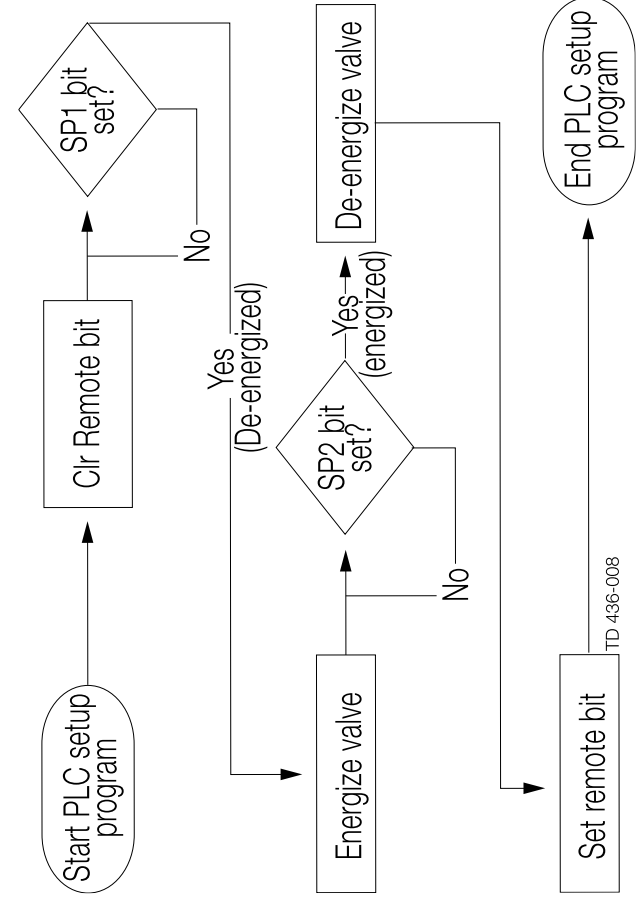 Start PLC setup
program
Clr Remote bit
SP1 bit
set?
No
Yes
(De-energized)
Energize valve
SP2 bit
set?
No
Yes
(energized)
De-energize valve
Set remote bit
TD 436-008
End PLC setup
program